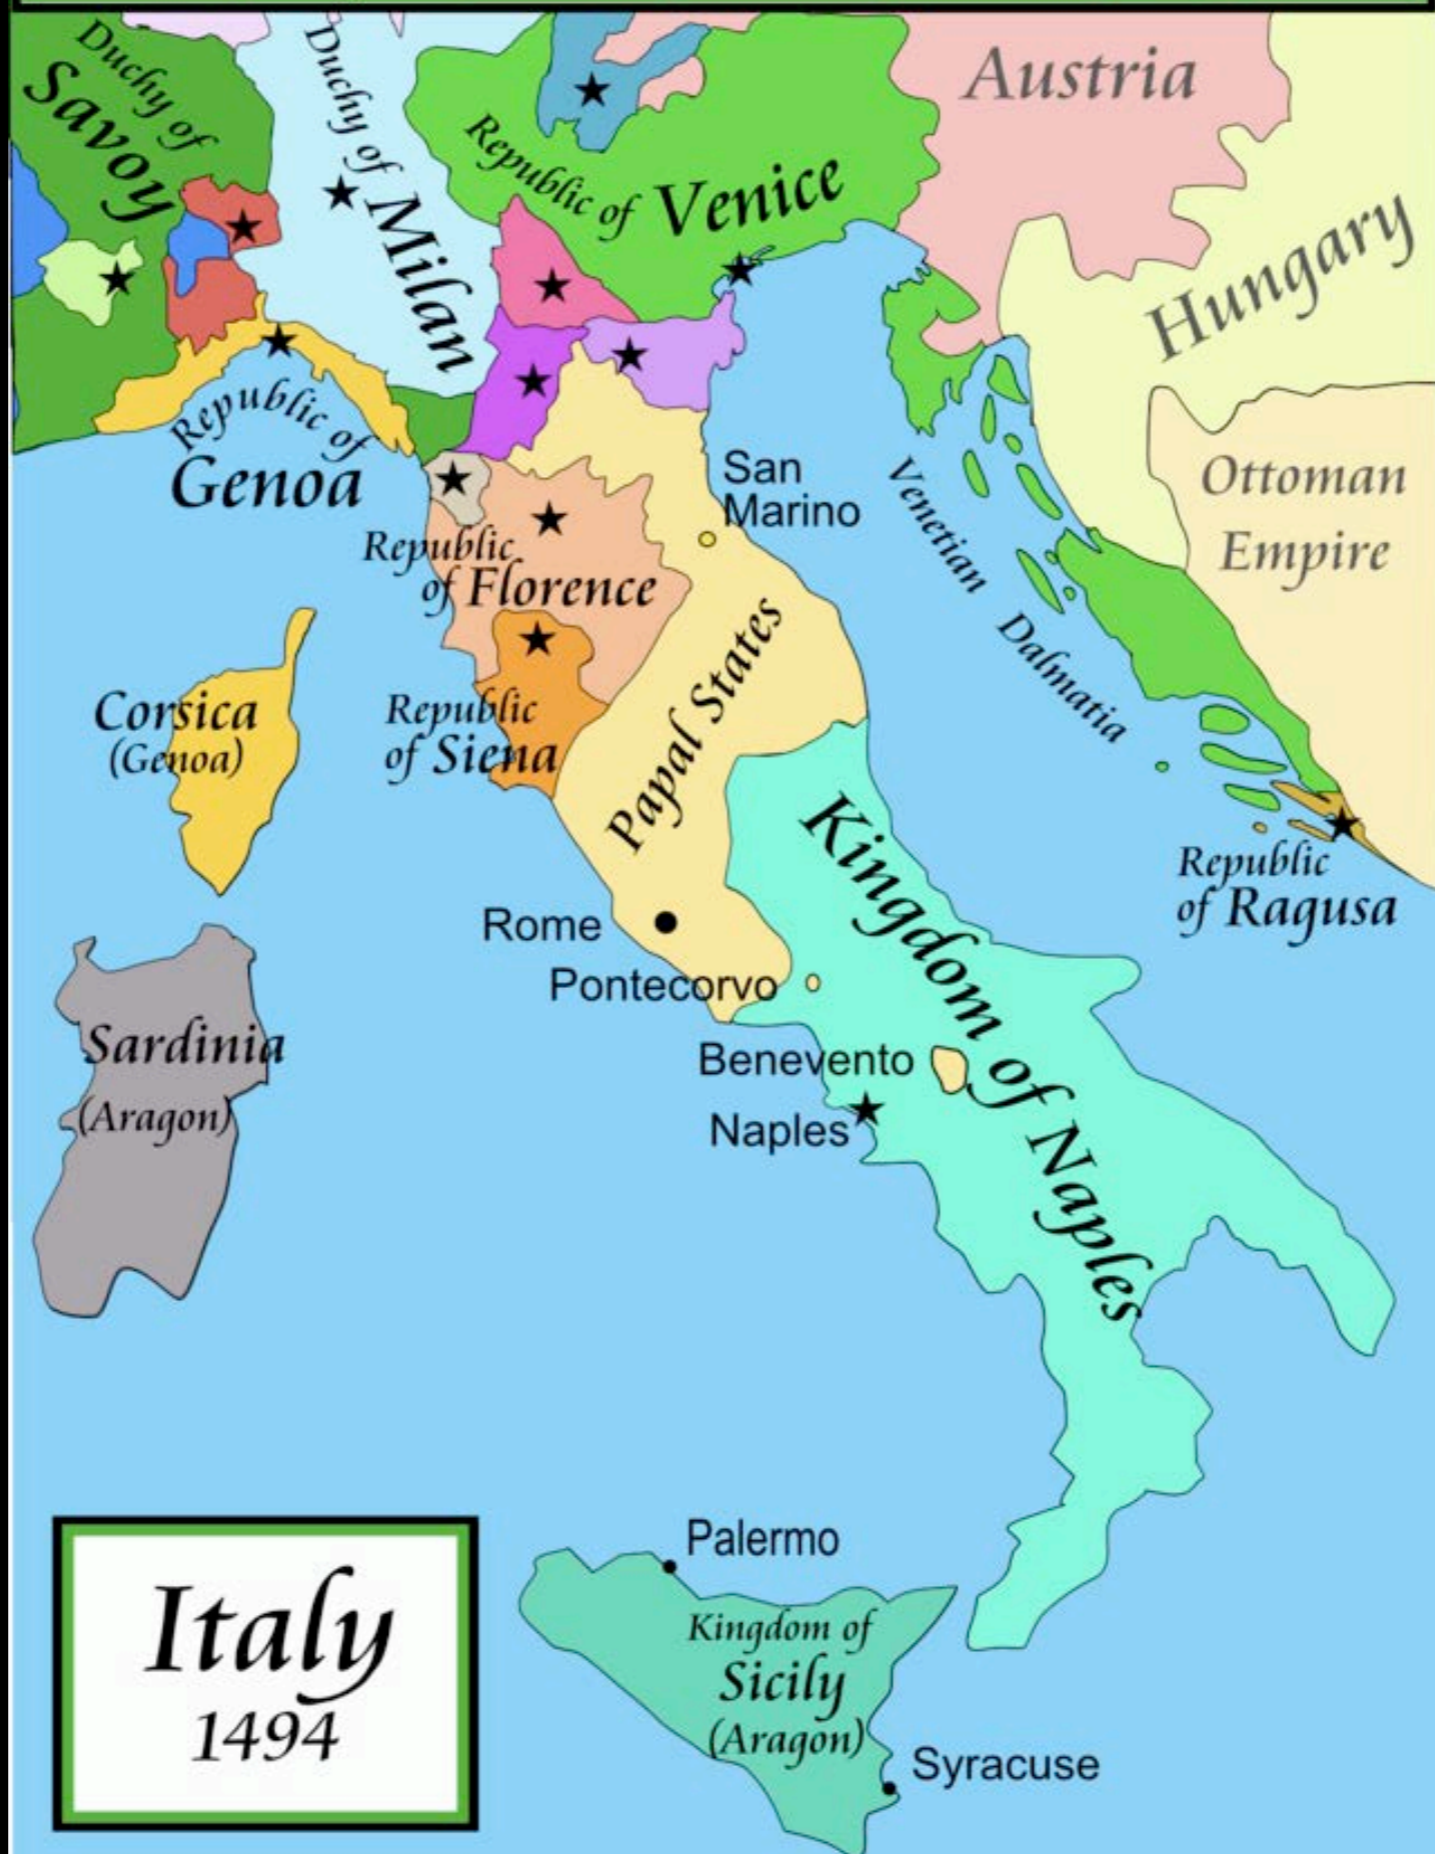 Duchy of
Savoy
Duchy of
Milan
Republic of Venice
Austria
Hungary
Republic of
Genoa
San
Marino
Venetian
Dalmatia
Ottoman
Empire
Republic
of Florence
Corsica
(Genoa)
Republic
of Siena
Papal States
Kingdom of Naples
Republic
of Ragusa
Rome
Pontecorvo
Sardinia
(Aragon)
Benevento
Naples
Palermo
Kingdom of
Sicily
(Aragon)
Syracuse
Italy
1494